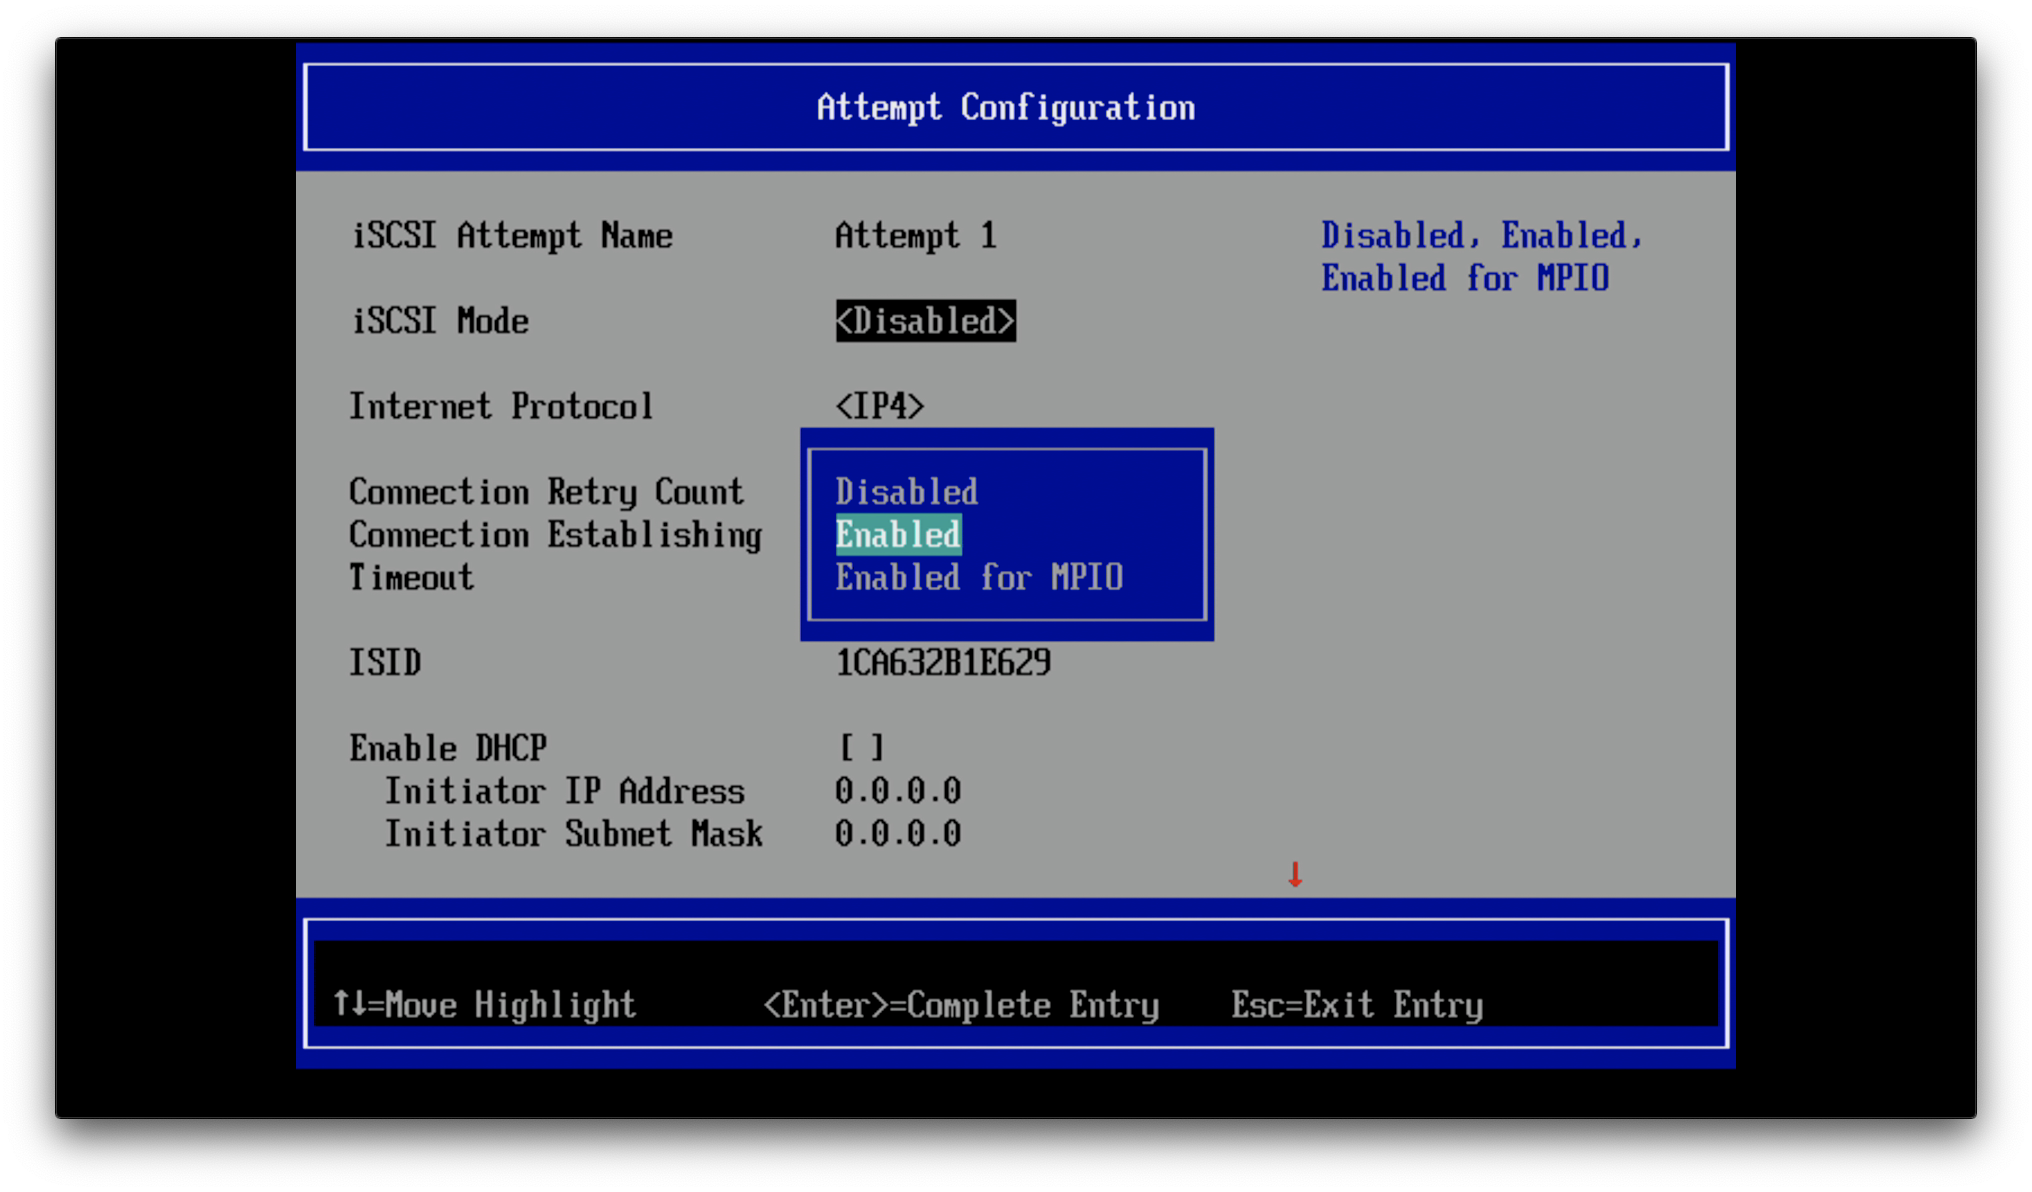 Attempt Configuration
iSCSI Attempt Name Attempt 1 Disabled, Enabled,
Enabled for MPIO
iSCSI Mode <Disabled>
Internet Protocol <IP4>
Connection Retry Count Disabled
Connection Establishing Enabled
Timeout Enabled for MPIO
ISID 1CA632B1E629
Enable DHCP [ ]
Initiator IP Address 0.0.0.0
Initiator Subnet Mask 0.0.0.0
↓
↑↓=Move Highlight <Enter>=Complete Entry Esc=Exit Entry